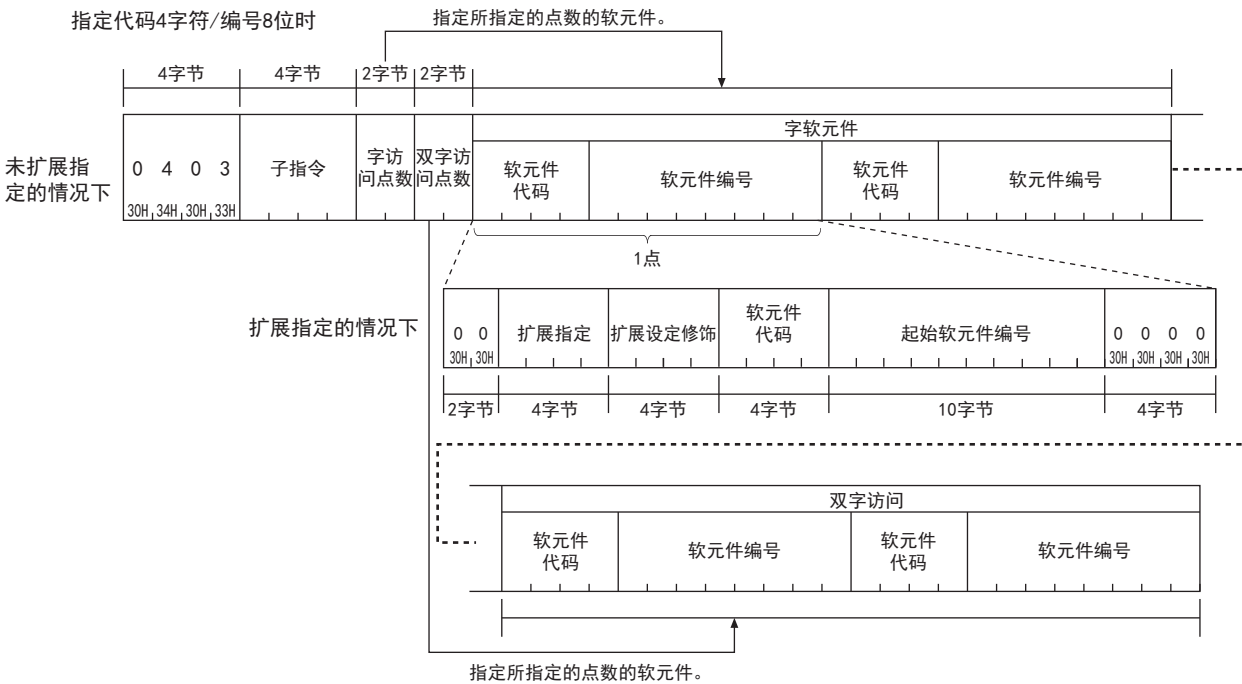 指定代码4字符/编号8位时
指定所指定的点数的软元件。
4字节 4字节 2字节 2字节
字软元件
未扩展指
定的情况下
0 4 0 3
30H 34H 30H 33H
子指令
字访
问点数
双字访
问点数
软元件
代码
软元件编号
软元件
代码
软元件编号
1点
扩展指定的情况下
0 0
30H 30H
扩展指定
扩展设定修饰
软元件
代码
起始软元件编号
0 0 0 0
30H 30H 30H 30H
2字节 4字节 4字节 4字节 10字节 4字节
双字访问
软元件
代码
软元件编号
软元件
代码
软元件编号
指定所指定的点数的软元件。